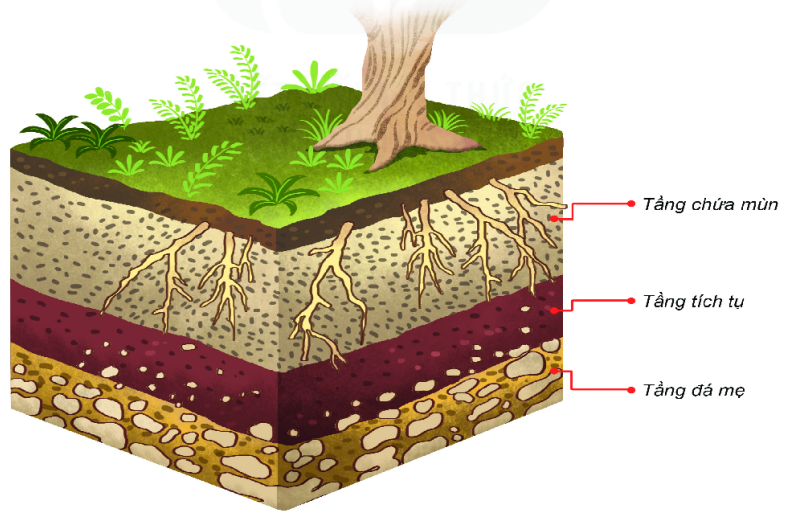 Tầng chứa mùn
Tầng tích tụ
Tầng đá mẹ